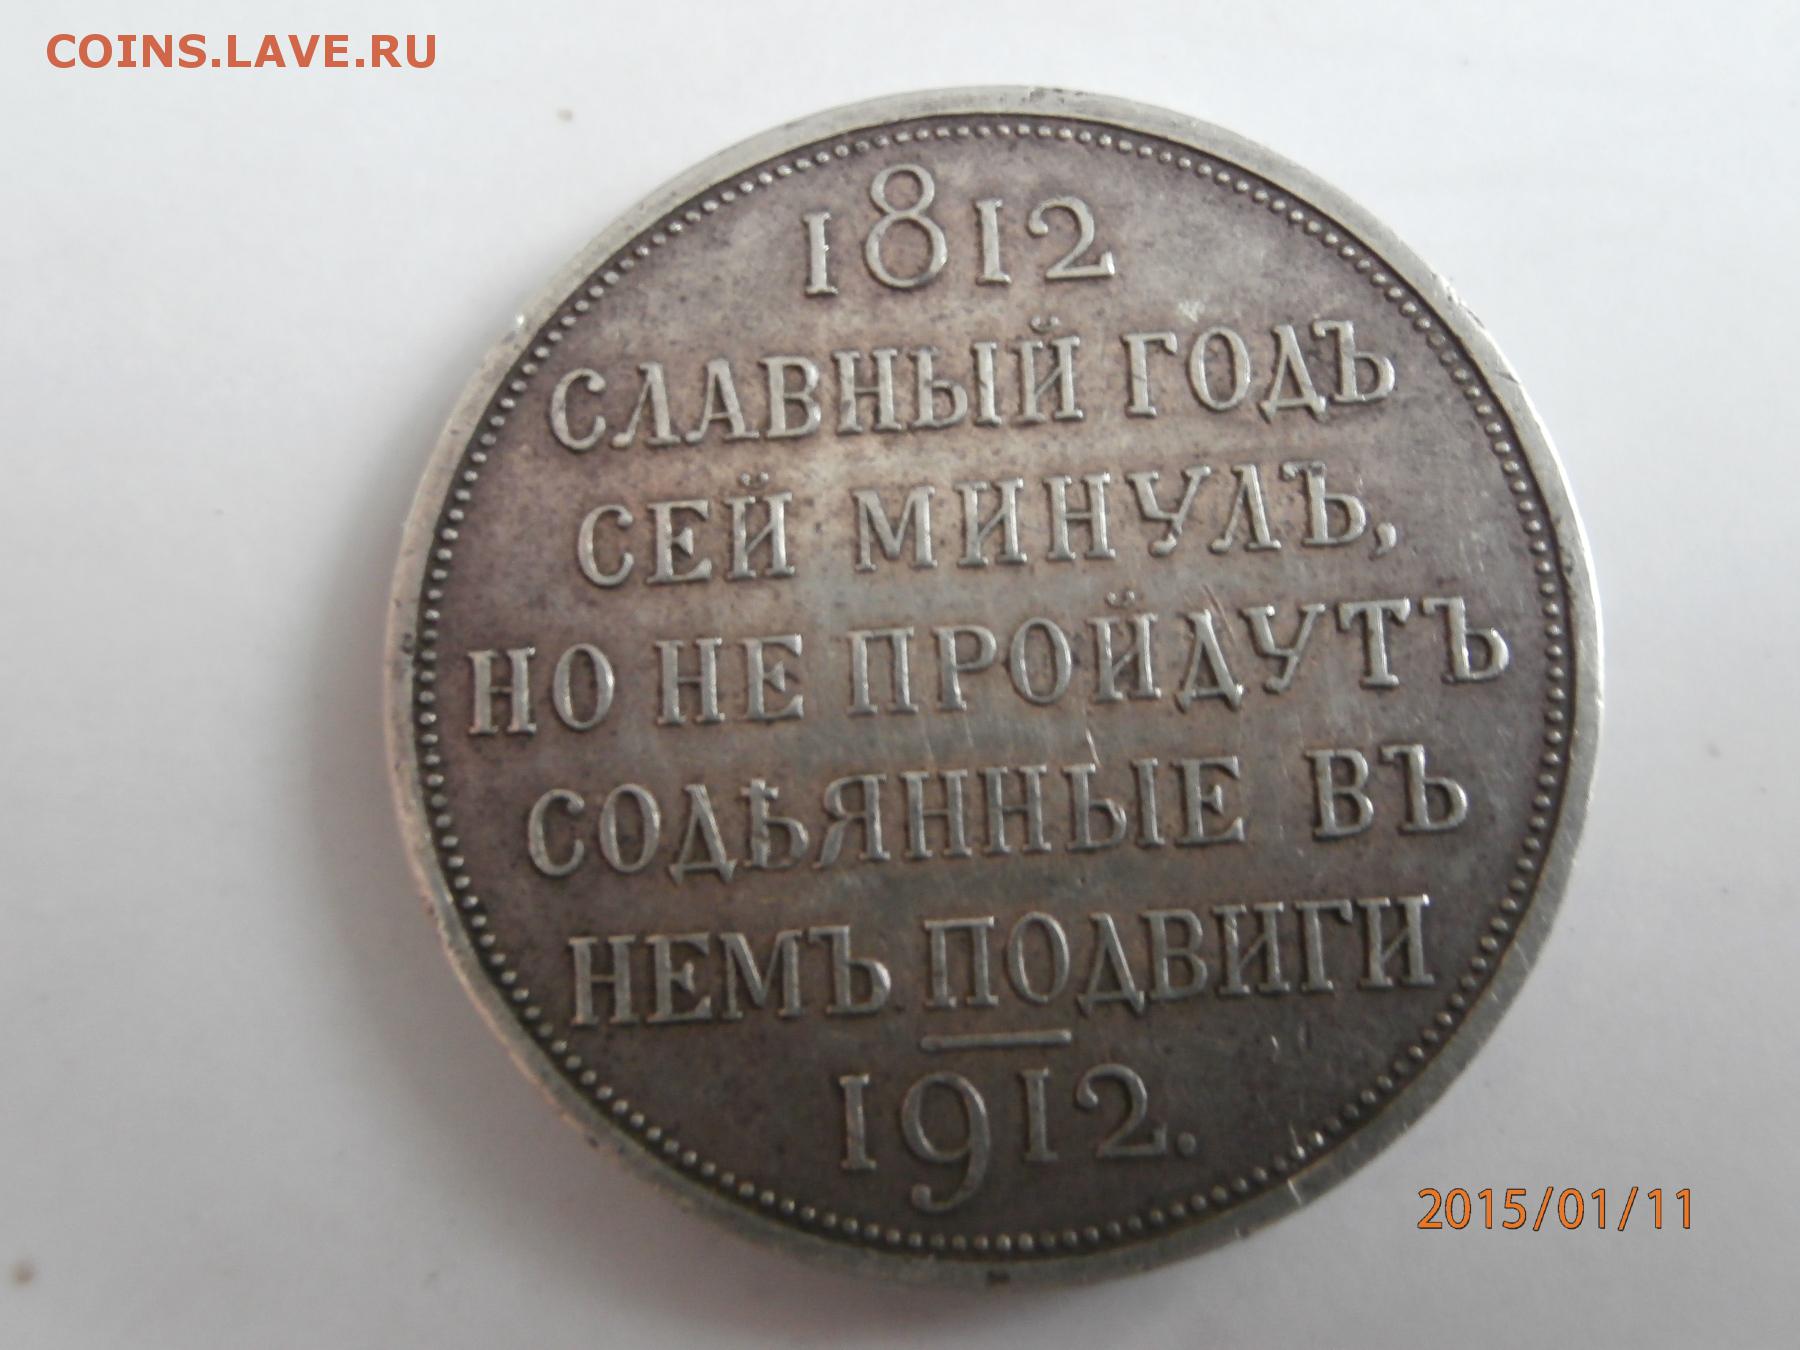 COINS.LAVE.RU
1812
СЛАВНЫЙ ГОДЪ
СЕЙ МИНУЛЪ,
НО НЕ ПРОЙДУТЪ
СОДѢЯННЫЕ ВЪ
НЕМЪ ПОДВИГИ
1912.
2015/01/11